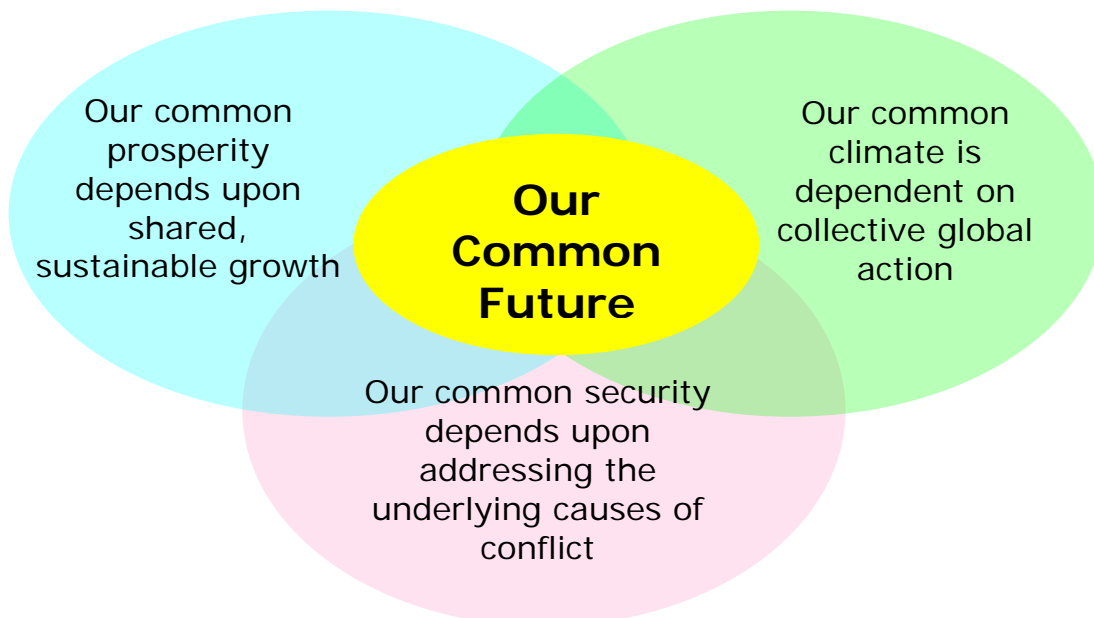 Our common
prosperity
depends upon
shared,
sustainable growth
Our common
climate is
dependent on
collective global
action
Our
Common
Future
Our common security
depends upon
addressing the
underlying causes of
conflict